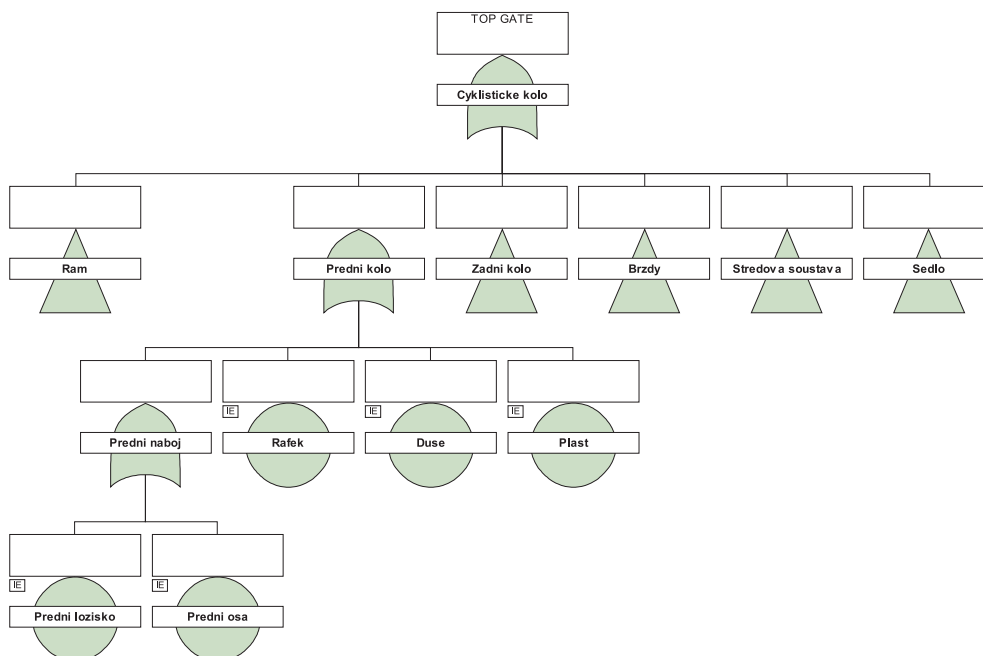 TOP GATE
Cyklisticke kolo
Ram
Predni kolo
Zadni kolo
Brzdy
Stredova soustava
Sedlo
IE
IE
IE
Predni naboj
Rafek
Duse
Plast
IE
IE
Predni lozisko
Predni osa